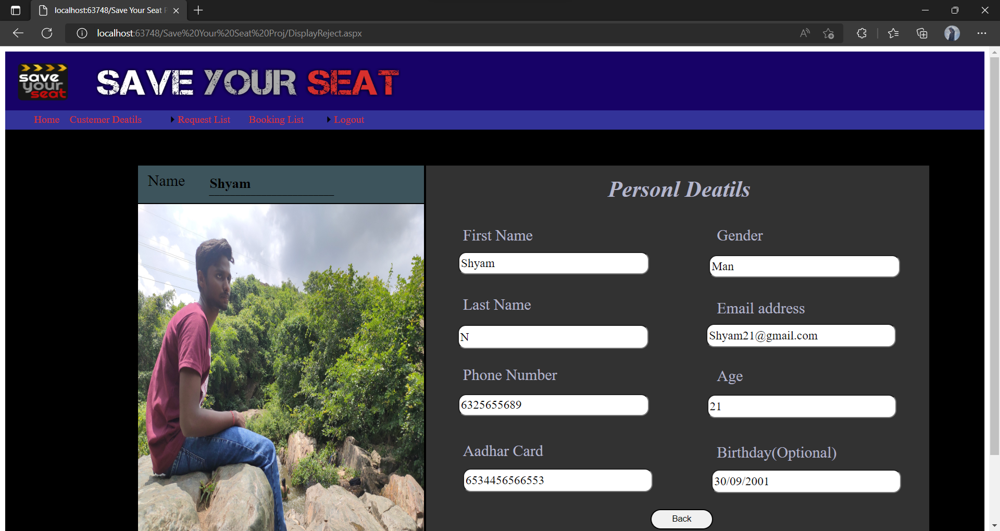 localhost:63748/Save Your Seat P
localhost:63748/Save%20Your%20Seat%20Proj/DisplayReject.aspx
save
your
seat
SAVE YOUR SEAT
Home Custemer Deatils Request List Booking List Logout
Name Shyam
Personl Deatils
First Name
Shyam
Gender
Man
Last Name
N
Email address
Shyam21@gmail.com
Phone Number
6325655689
Age
21
Aadhar Card
6534456566553
Birthday(Optional)
30/09/2001
Back